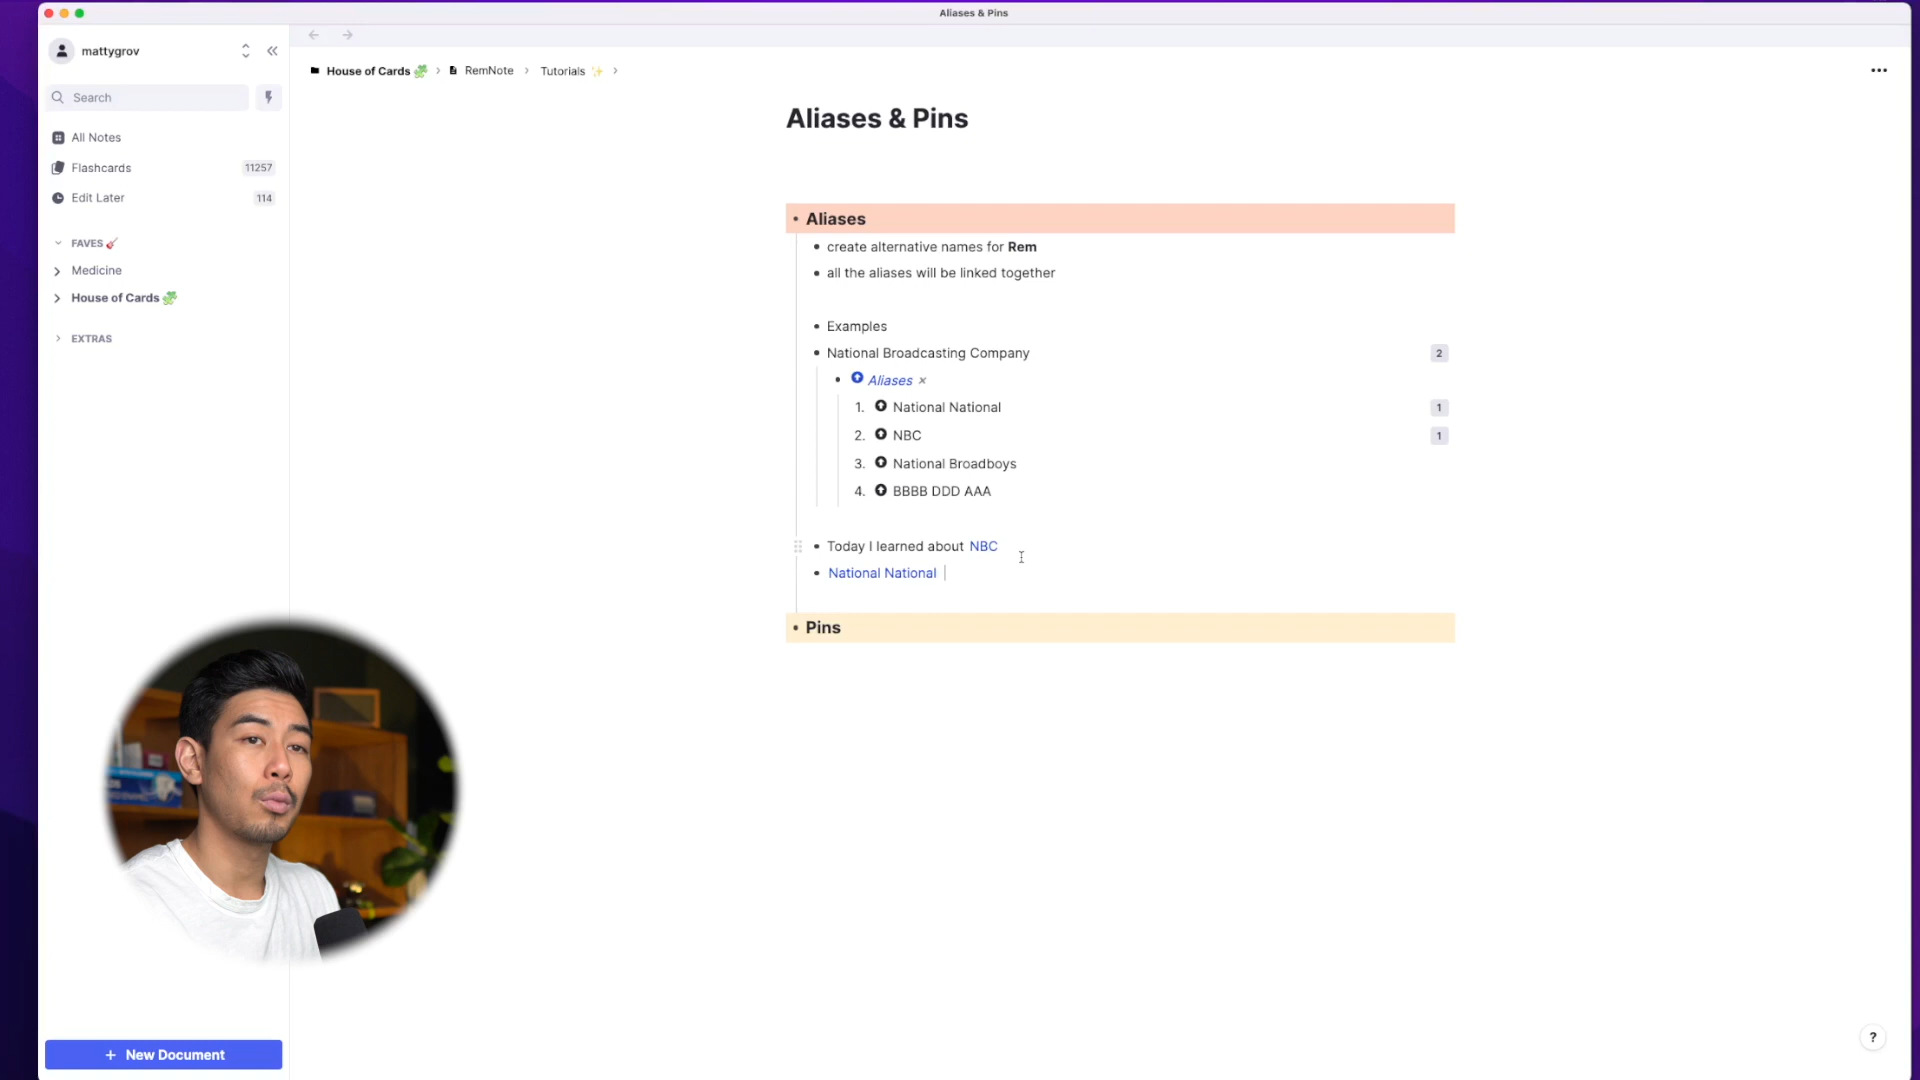 Aliases & Pins
mattygrov
House of Cards
RemNote
Tutorials
Search
Aliases & Pins
All Notes
Flashcards 11257
Edit Later 114
FAVES
Medicine
House of Cards
EXTRAS
Aliases
create alternative names for Rem
all the aliases will be linked together
Examples
National Broadcasting Company 2
Aliases ×
1. National National 1
2. NBC 1
3. National Broadboys
4. BBBB DDD AAA
Today I learned about NBC
National National
Pins
+ New Document
?